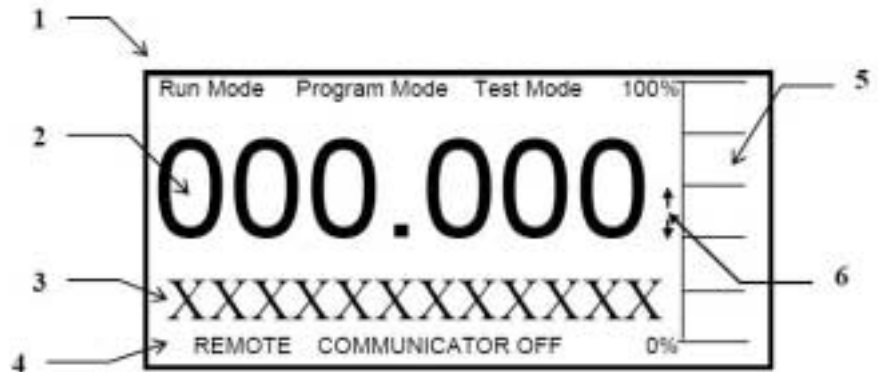 1
Run Mode Program Mode Test Mode 100%
5
2
000.000
6
3
XXXXXXXXXXXXX
4
REMOTE COMMUNICATOR OFF 0%